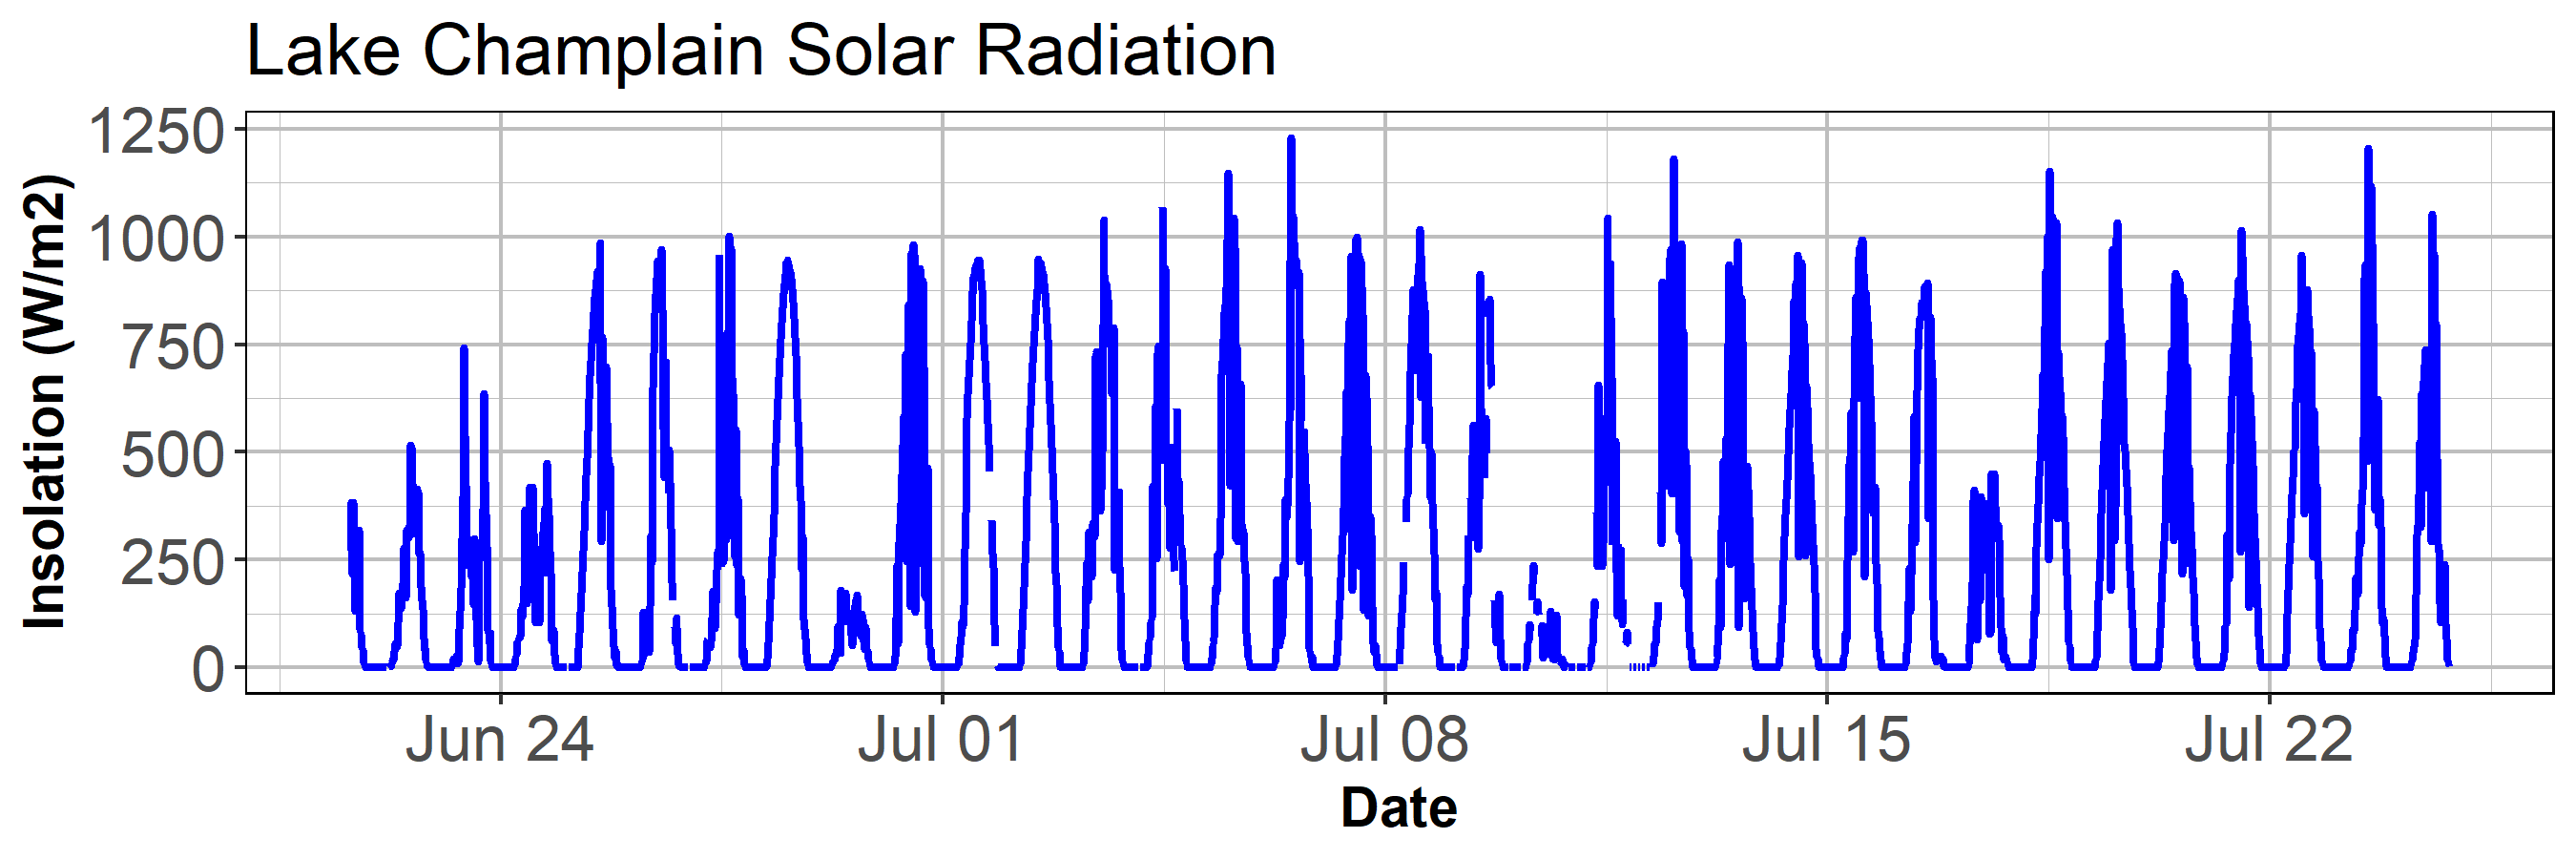 Lake Champlain Solar Radiation
1250
1000
750
500
250
0
Insolation (W/m2)
Jun 24 Jul 01 Jul 08 Jul 15 Jul 22
Date